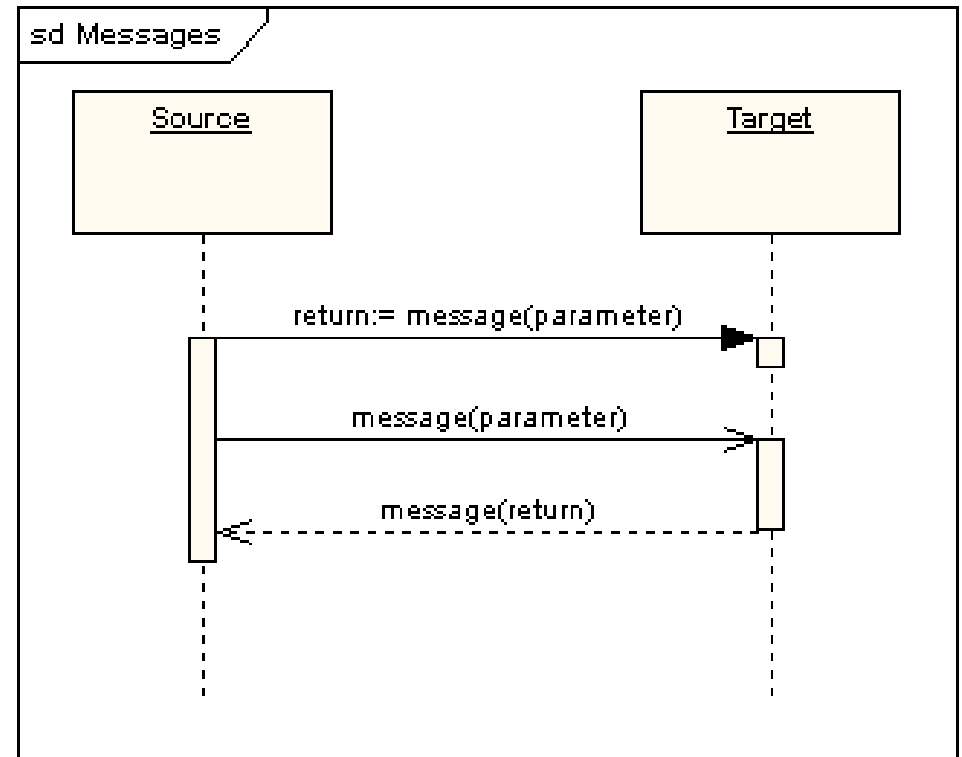 sd Messages
Source
Target
return:= message(parameter)
message(parameter)
message(return)